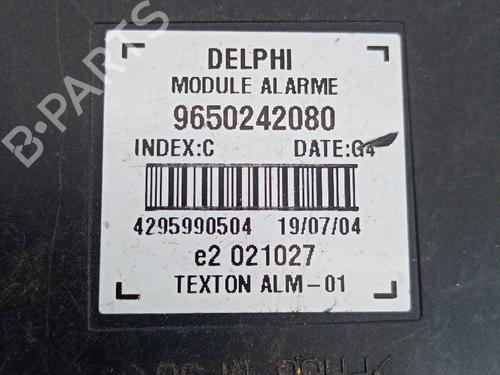 DELPHI
MODULE ALARME
9650242080
INDEX:C DATE:G4
4295990504 19/07/04
e2 021027
TEXTON ALM-01
B-PARTS